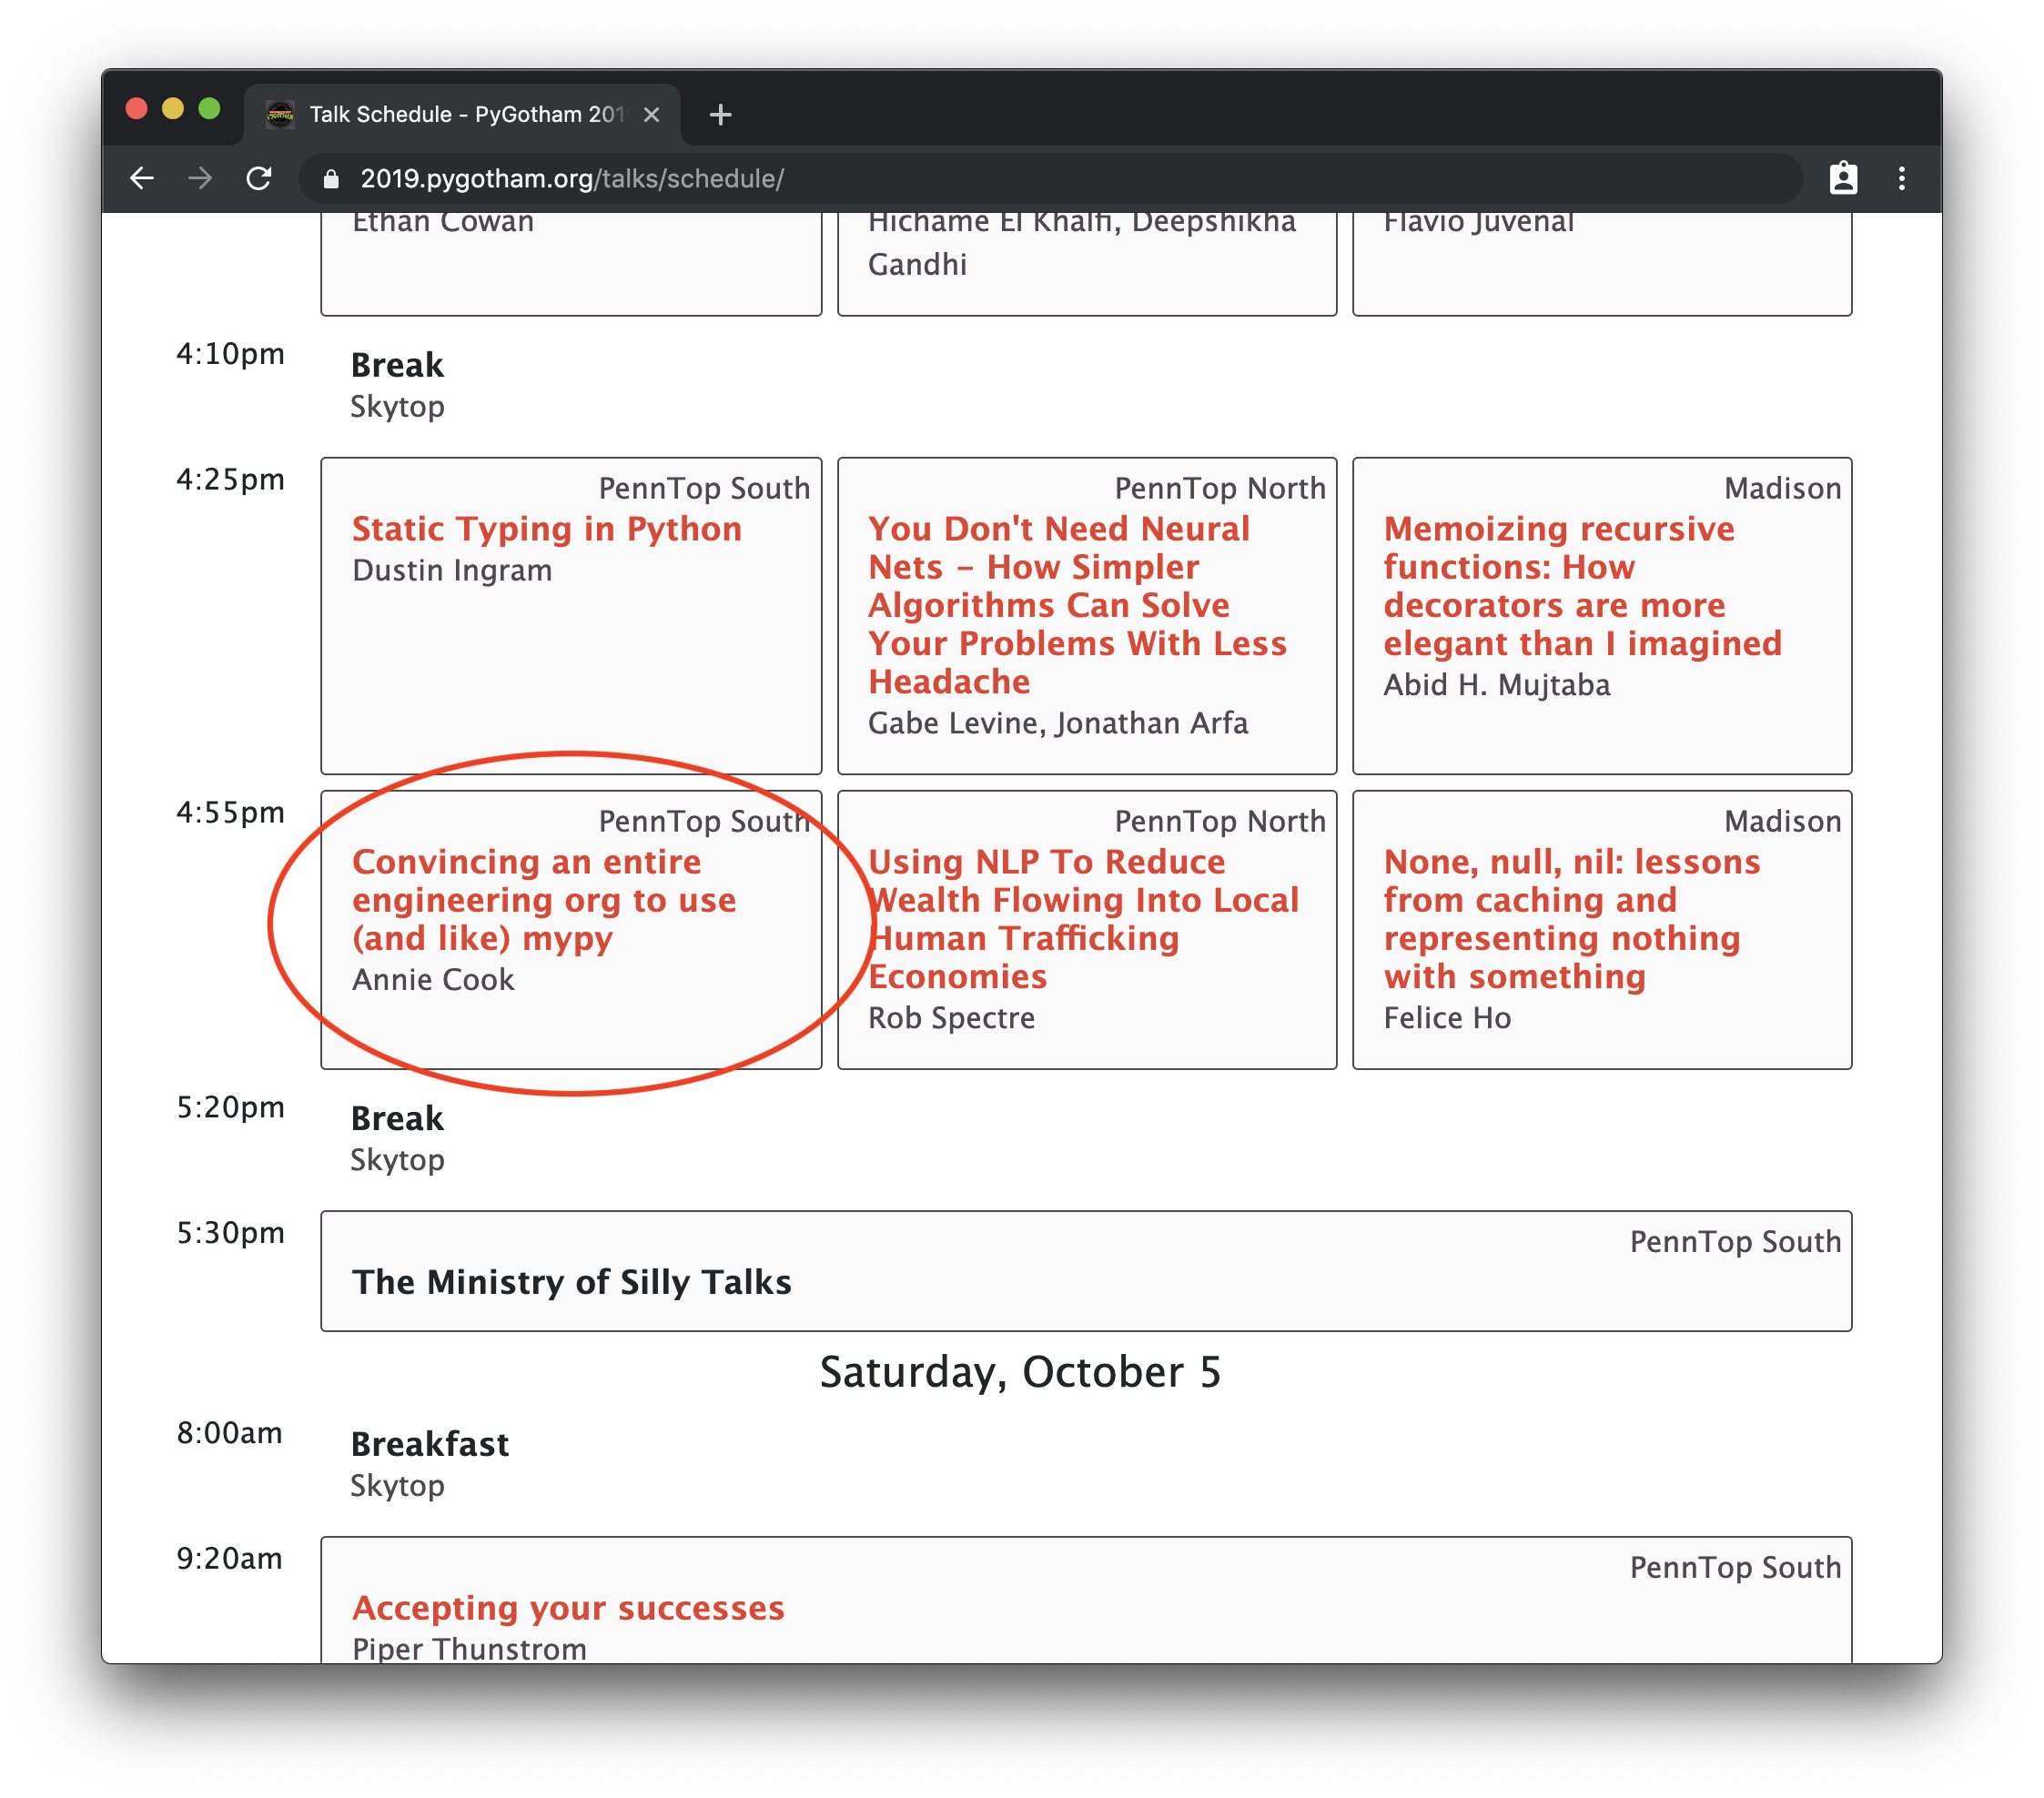 Talk Schedule - PyGotham 201
2019.pygotham.org/talks/schedule/
Ethan Cowan
Hichame El Khalfi, Deepshikha
Gandhi
Flávio Juvenal
4:10pm
Break
Skytop
4:25pm
PennTop South
Static Typing in Python
Dustin Ingram
PennTop North
You Don't Need Neural
Nets – How Simpler
Algorithms Can Solve
Your Problems With Less
Headache
Gabe Levine, Jonathan Arfa
Madison
Memoizing recursive
functions: How
decorators are more
elegant than I imagined
Abid H. Mujtaba
4:55pm
PennTop South
Convincing an entire
engineering org to use
(and like) mypy
Annie Cook
PennTop North
Using NLP To Reduce
Wealth Flowing Into Local
Human Trafficking
Economies
Rob Spectre
Madison
None, null, nil: lessons
from caching and
representing nothing
with something
Felice Ho
5:20pm
Break
Skytop
5:30pm
PennTop South
The Ministry of Silly Talks
Saturday, October 5
8:00am
Breakfast
Skytop
9:20am
PennTop South
Accepting your successes
Piper Thunstrom